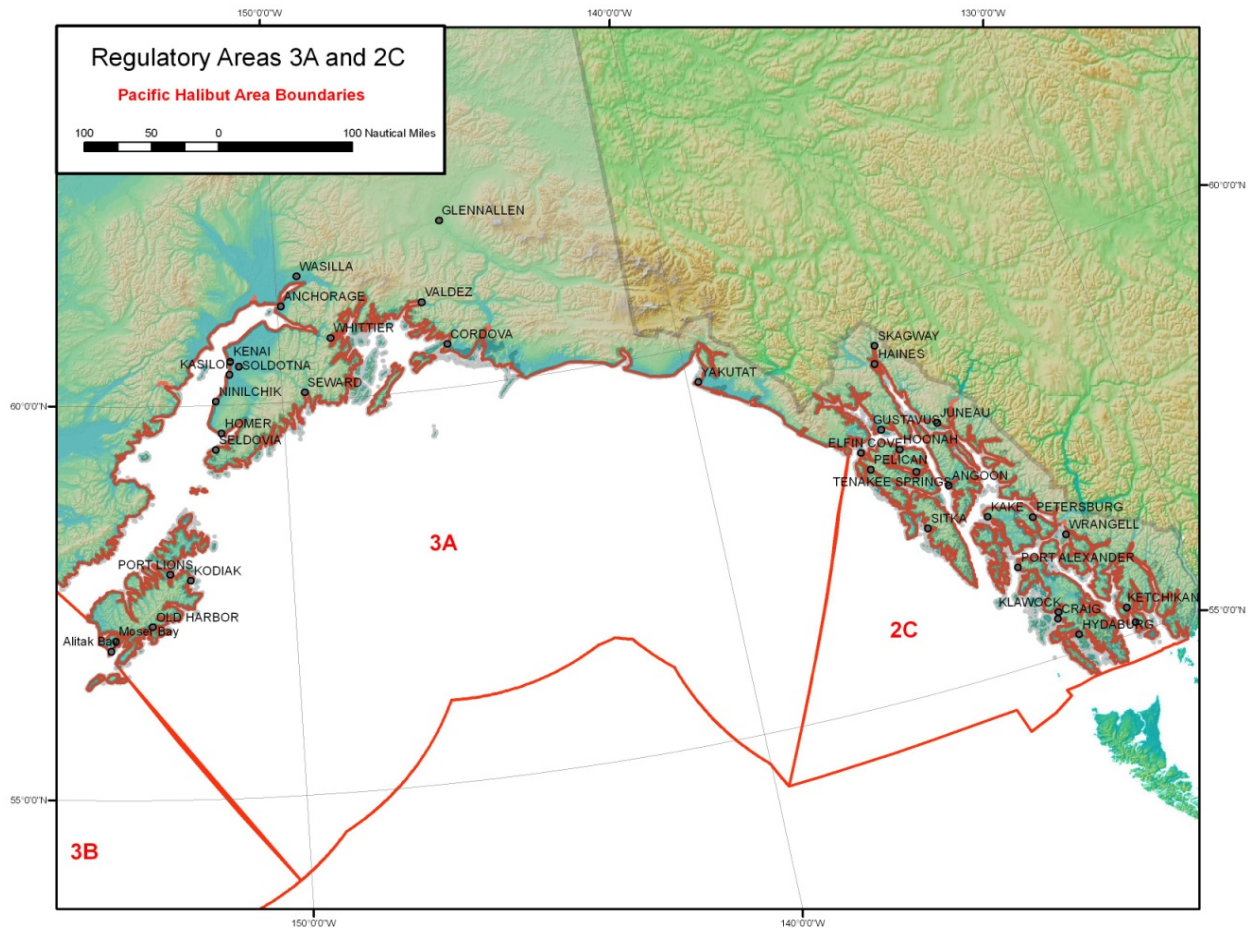 150°0'0"W
140°0'0"W
130°0'0"W
Regulatory Areas 3A and 2C
Pacific Halibut Area Boundaries
100 50 0 100 Nautical Miles
60°0'0"N
GLENNALLEN
WASILLA
ANCHORAGE
VALDEZ
WHITTIER
CORDOVA
SKAGWAY
HAINES
KENAI
KASILOF
SOLDOTNA
YAKUTAT
NINILCHIK
SEWARD
60°0'0"N
HOMER
SELDOVIA
GUSTAVUS
JUNEAU
ELFIN COVE
HOONAH
PELICAN
TENAKEE SPRINGS
ANGOON
KAKE
PETERSBURG
SITKA
WRANGELL
3A
PORT ALEXANDER
PORT LIONS
KODIAK
KLAWOCK
CRAIG
KETCHIKAN
55°0'0"N
OLD HARBOR
HYDABURG
Moser Bay
Alitak Bay
2C
55°0'0"N
3B
150°0'0"W
140°0'0"W